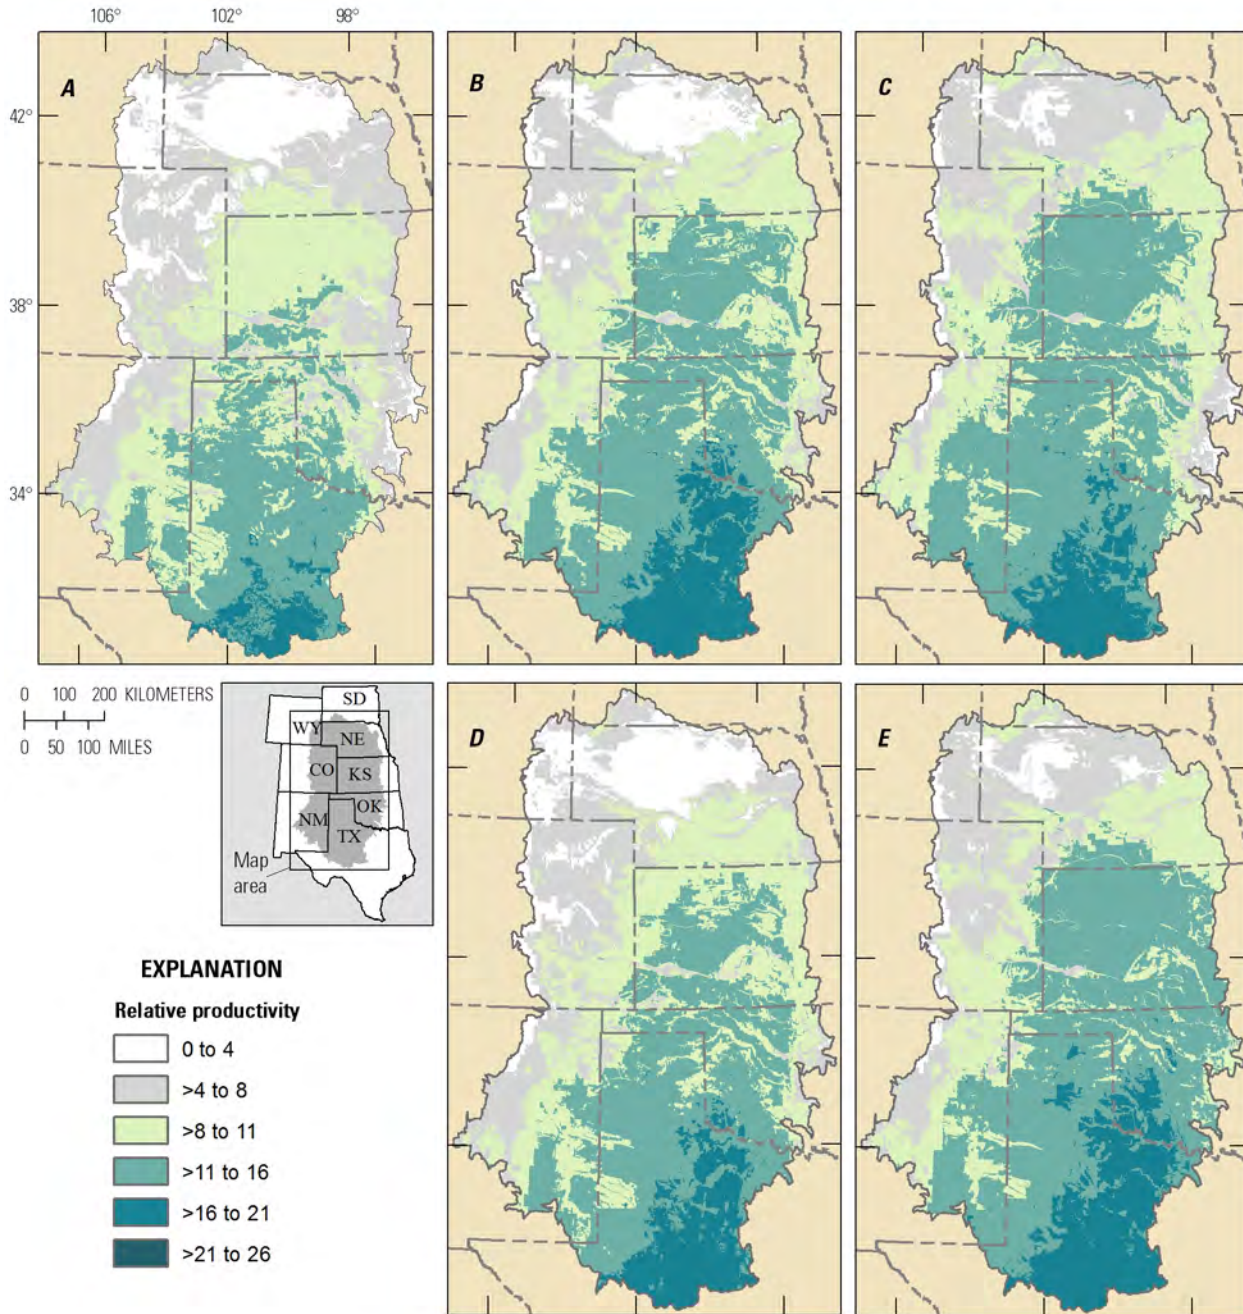 106° 102° 98°
A B C
42°
38°
34°
0 100 200 KILOMETERS
0 50 100 MILES
SD
WY
NE
CO KS
NM OK
TX
Map
area
D E
EXPLANATION
Relative productivity
0 to 4
>4 to 8
>8 to 11
>11 to 16
>16 to 21
>21 to 26